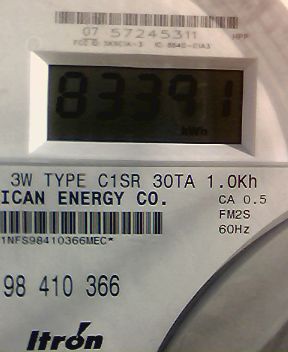 07 57245311 HPP
83391
kWh
3W TYPE C1SR 30TA 1.0Kh
ICAN ENERGY CO. CA 0.5
FM2S
1NFS98410366MEC* 60Hz
98 410 366
Itron